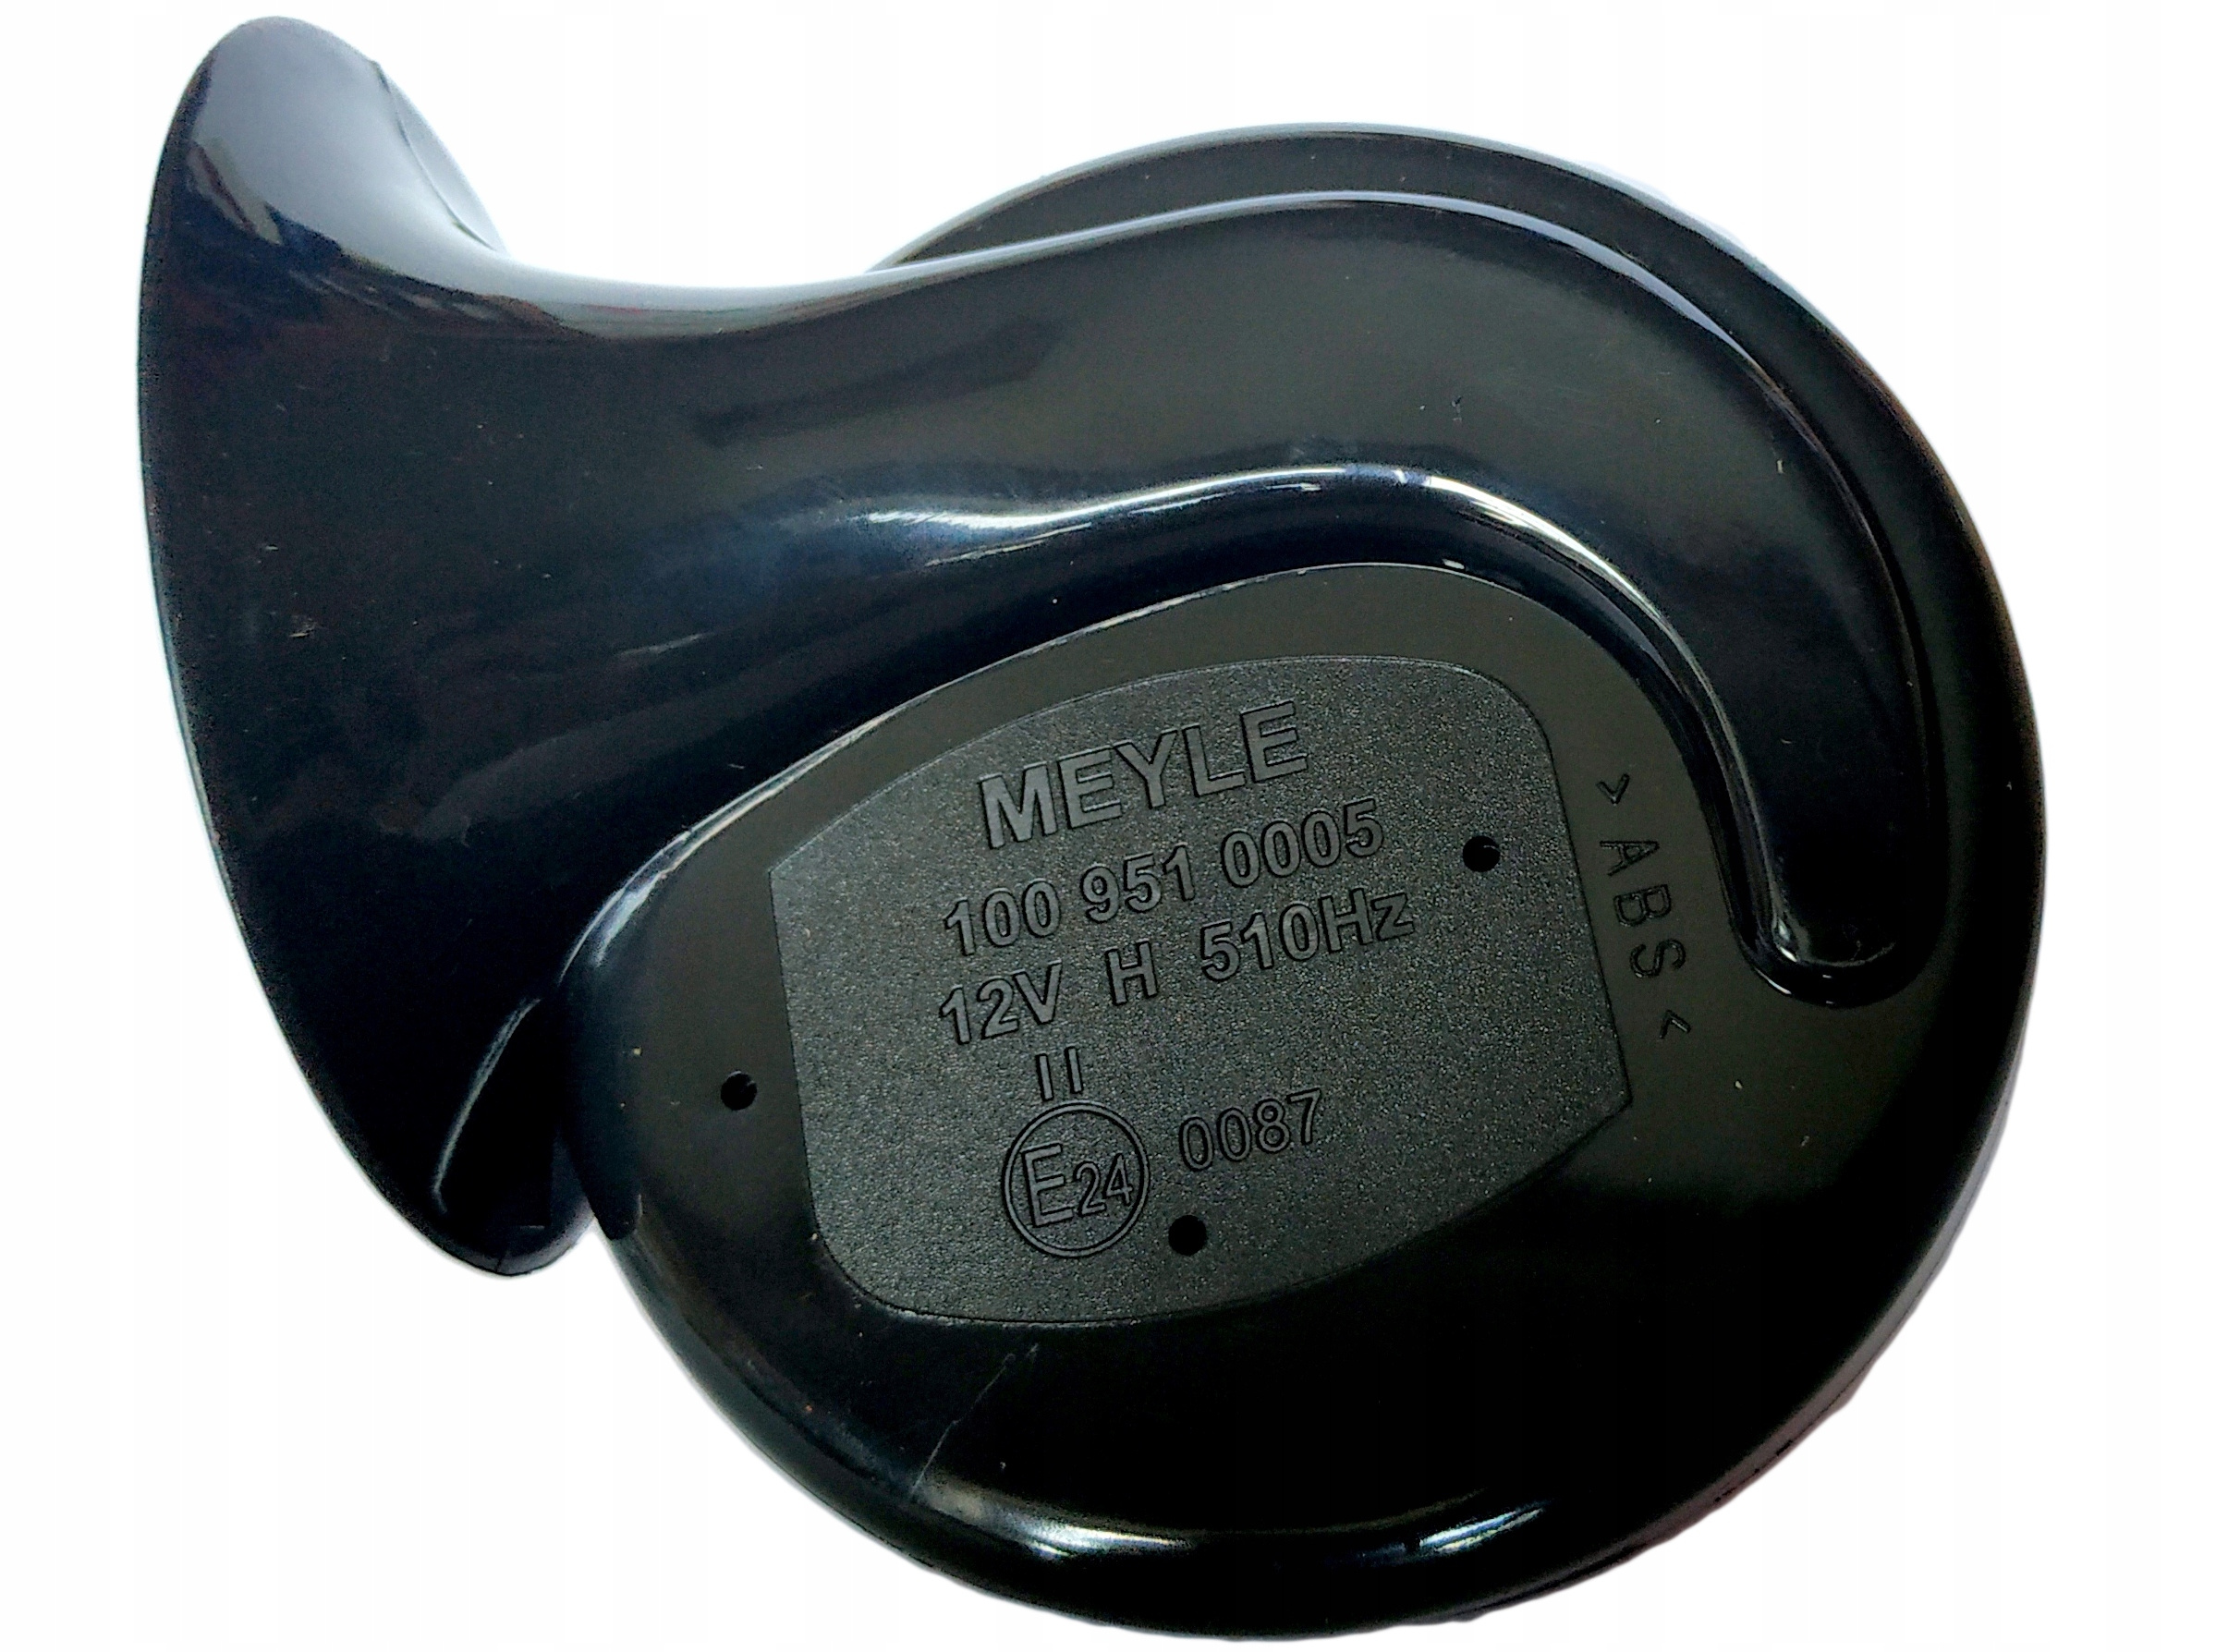 MEYLE
100 951 0005
12V H 510Hz
II
E24 0087
>ABS<